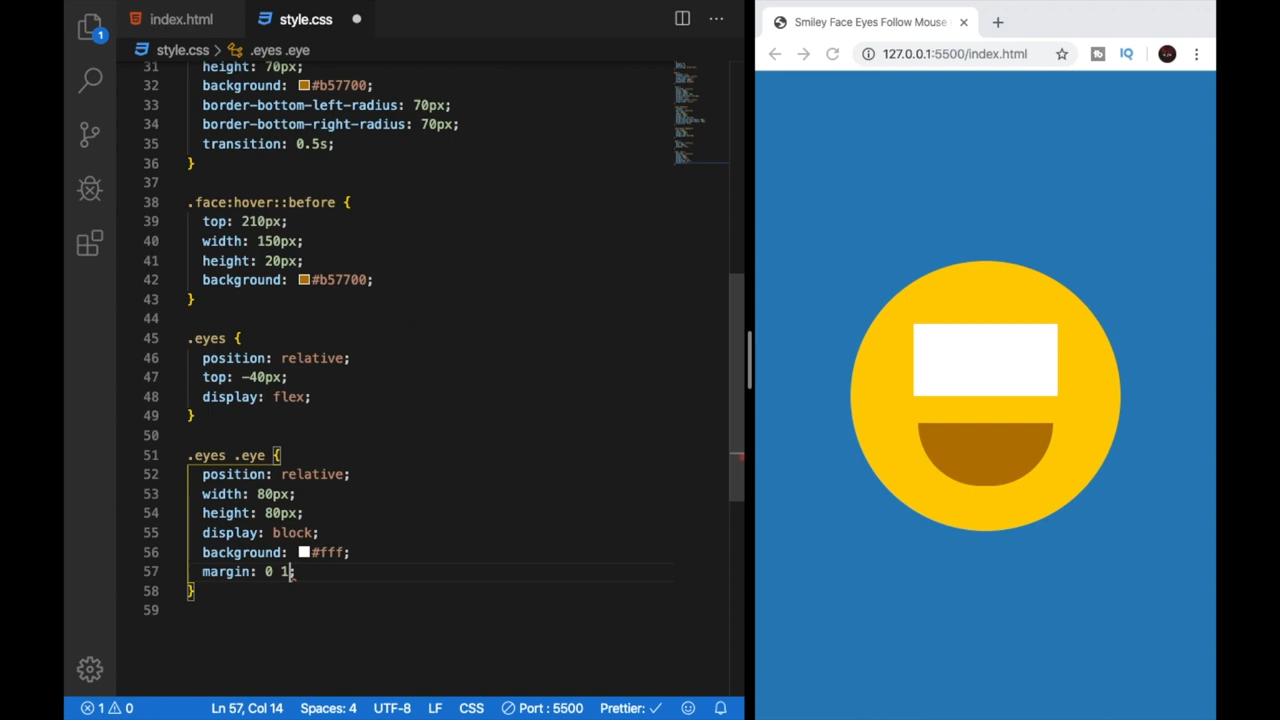 index.html
style.css
style.css > .eyes .eye
31 height: 70px;
32 background: #b57700;
33 border-bottom-left-radius: 70px;
34 border-bottom-right-radius: 70px;
35 transition: 0.5s;
36 }
37
38 .face:hover::before {
39 top: 210px;
40 width: 150px;
41 height: 20px;
42 background: #b57700;
43 }
44
45 .eyes {
46 position: relative;
47 top: -40px;
48 display: flex;
49 }
50
51 .eyes .eye {
52 position: relative;
53 width: 80px;
54 height: 80px;
55 display: block;
56 background: #fff;
57 margin: 0 1;
58 }
59
1
1 0
Ln 57, Col 14
Spaces: 4
UTF-8
LF
CSS
Port : 5500
Prettier:
Smiley Face Eyes Follow Mouse
127.0.0.1:5500/index.html
IQ